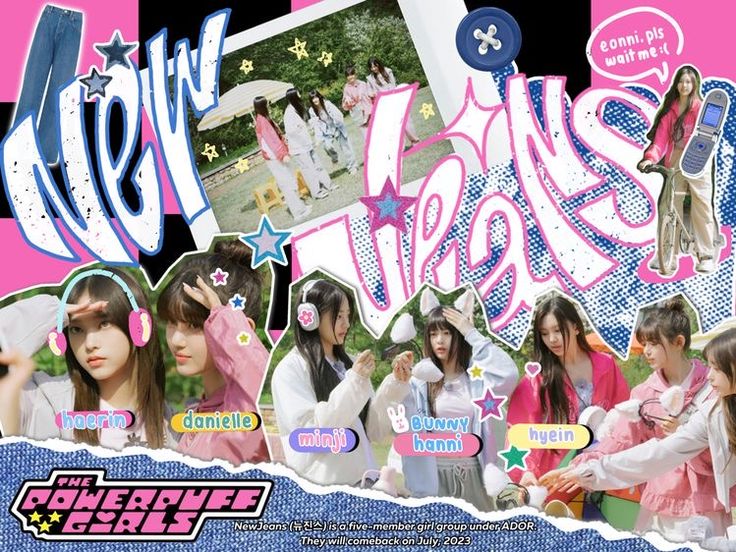 New
Jeans
eonni, pls
wait me :(
haerin
danielle
minji
BUNNY
hanni
hyein
THE
POWERPUFF
GIRLS
NewJeans (뉴진스) is a five-member girl group under ADOR.
They will comeback on July, 2023